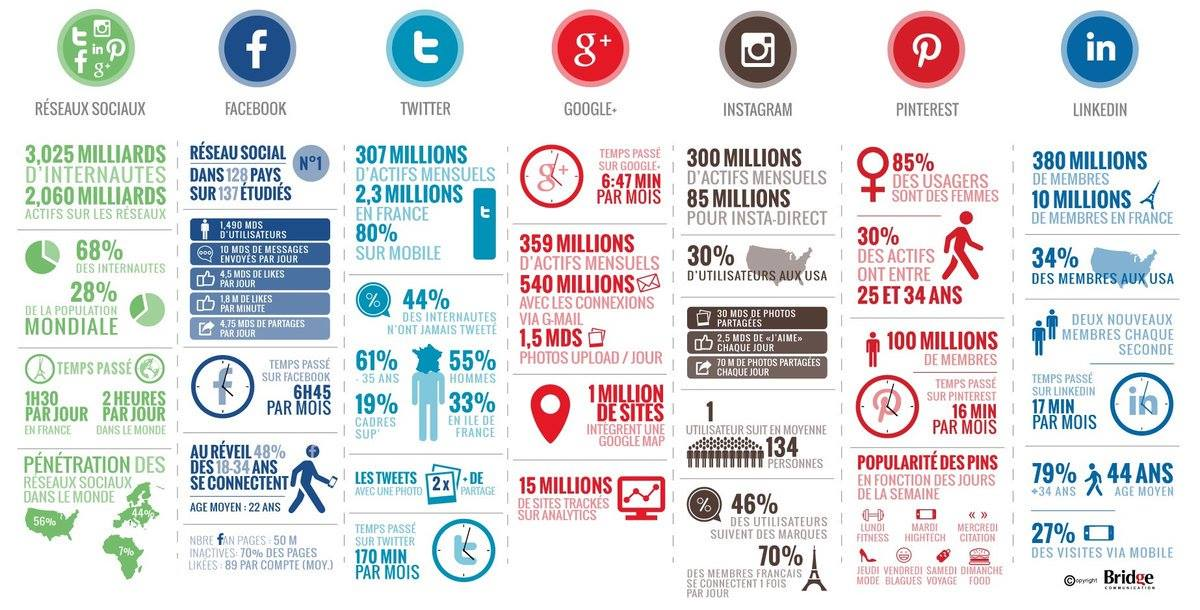 RÉSEAUX SOCIAUX
3,025 MILLIARDS
D'INTERNAUTES
2,060 MILLIARDS
ACTIFS SUR LES RÉSEAUX
68%
DES INTERNAUTES
28%
DE LA POPULATION
MONDIALE
TEMPS PASSÉ
1H30
PAR JOUR
EN FRANCE
2 HEURES
PAR JOUR
DANS LE MONDE
PÉNÉTRATION DES
RÉSEAUX SOCIAUX
DANS LE MONDE
56%
44%
7%
FACEBOOK
RÉSEAU SOCIAL
DANS 128 PAYS
SUR 137 ÉTUDIÉS
N°1
1,490 MDS
D'UTILISATEURS
10 MDS DE MESSAGES
ENVOYÉS PAR JOUR
4,5 MDS DE LIKES
PAR JOUR
1,8 M DE LIKES
PAR MINUTE
4,75 MDS DE PARTAGES
PAR JOUR
TEMPS PASSÉ
SUR FACEBOOK
6H45
PAR MOIS
AU RÉVEIL 48%
DES 18-34 ANS
SE CONNECTENT
AGE MOYEN : 22 ANS
NBRE fAN PAGES : 50 M
INACTIVES: 70% DES PAGES
LIKÉES : 89 PAR COMPTE (MOY.)
TWITTER
307 MILLIONS
D'ACTIFS MENSUELS
2,3 MILLIONS
EN FRANCE
80%
SUR MOBILE
%
44%
DES INTERNAUTES
N'ONT JAMAIS TWEETÉ
61%
- 35 ANS
55%
HOMMES
19%
CADRES
SUP'
33%
EN ILE DE
FRANCE
LES TWEETS
AVEC UNE PHOTO
2x
+ DE
PARTAGE
TEMPS PASSÉ
SUR TWITTER
170 MIN
PAR MOIS
GOOGLE+
g+
TEMPS PASSÉ
SUR GOOGLE+
6:47 MIN
PAR MOIS
359 MILLIONS
D'ACTIFS MENSUELS
540 MILLIONS
AVEC LES CONNEXIONS
VIA G-MAIL
1,5 MDS
PHOTOS UPLOAD / JOUR
1 MILLION
DE SITES
INTÈGRENT UNE
GOOGLE MAP
15 MILLIONS
DE SITES TRACKÉS
SUR ANALYTICS
INSTAGRAM
300 MILLIONS
D'ACTIFS MENSUELS
85 MILLIONS
POUR INSTA-DIRECT
30%
D'UTILISATEURS AUX USA
30 MDS DE PHOTOS
PARTAGÉES
2,5 MDS DE «J'AIME»
CHAQUE JOUR
70 M DE PHOTOS PARTAGÉES
CHAQUE JOUR
1
UTILISATEUR SUIT EN MOYENNE
134
PERSONNES
%
46%
DES UTILISATEURS
SUIVENT DES MARQUES
70%
DES MEMBRES FRANCAIS
SE CONNECTENT 1 FOIS
PAR JOUR
PINTEREST
85%
DES USAGERS
SONT DES FEMMES
30%
DES ACTIFS
ONT ENTRE
25 ET 34 ANS
100 MILLIONS
DE MEMBRES
TEMPS PASSÉ
SUR PINTEREST
16 MIN
PAR MOIS
POPULARITÉ DES PINS
EN FONCTION DES JOURS
DE LA SEMAINE
LUNDI
FITNESS
MARDI
HIGHTECH
« »
MERCREDI
CITATION
JEUDI
MODE
VENDREDI
BLAGUES
SAMEDI
VOYAGE
DIMANCHE
FOOD
LINKEDIN
in
380 MILLIONS
DE MEMBRES
10 MILLIONS
DE MEMBRES EN FRANCE
34%
DES MEMBRES AUX USA
DEUX NOUVEAUX
MEMBRES CHAQUE
SECONDE
TEMPS PASSÉ
SUR LINKEDIN
17 MIN
PAR MOIS
in
79%
+34 ANS
44 ANS
AGE MOYEN
27%
DES VISITES VIA MOBILE
©opyright Bridge
COMMUNICATION